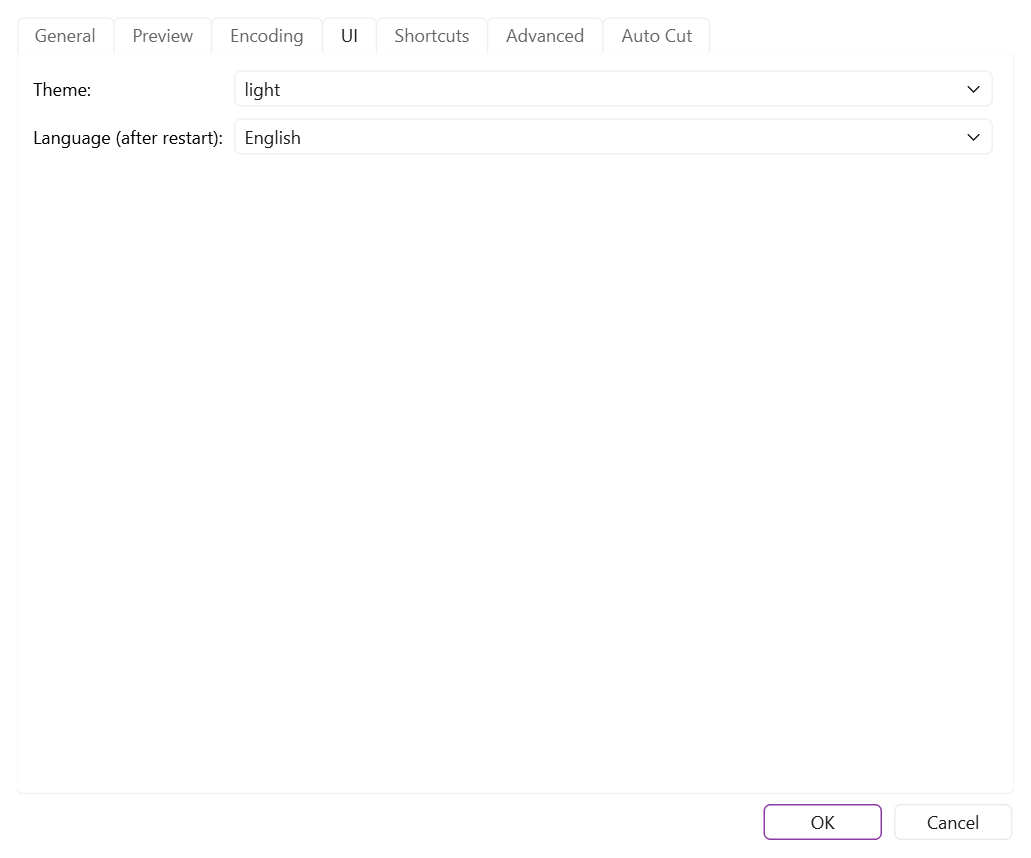 General Preview Encoding UI Shortcuts Advanced Auto Cut
Theme: light
Language (after restart): English
OK Cancel